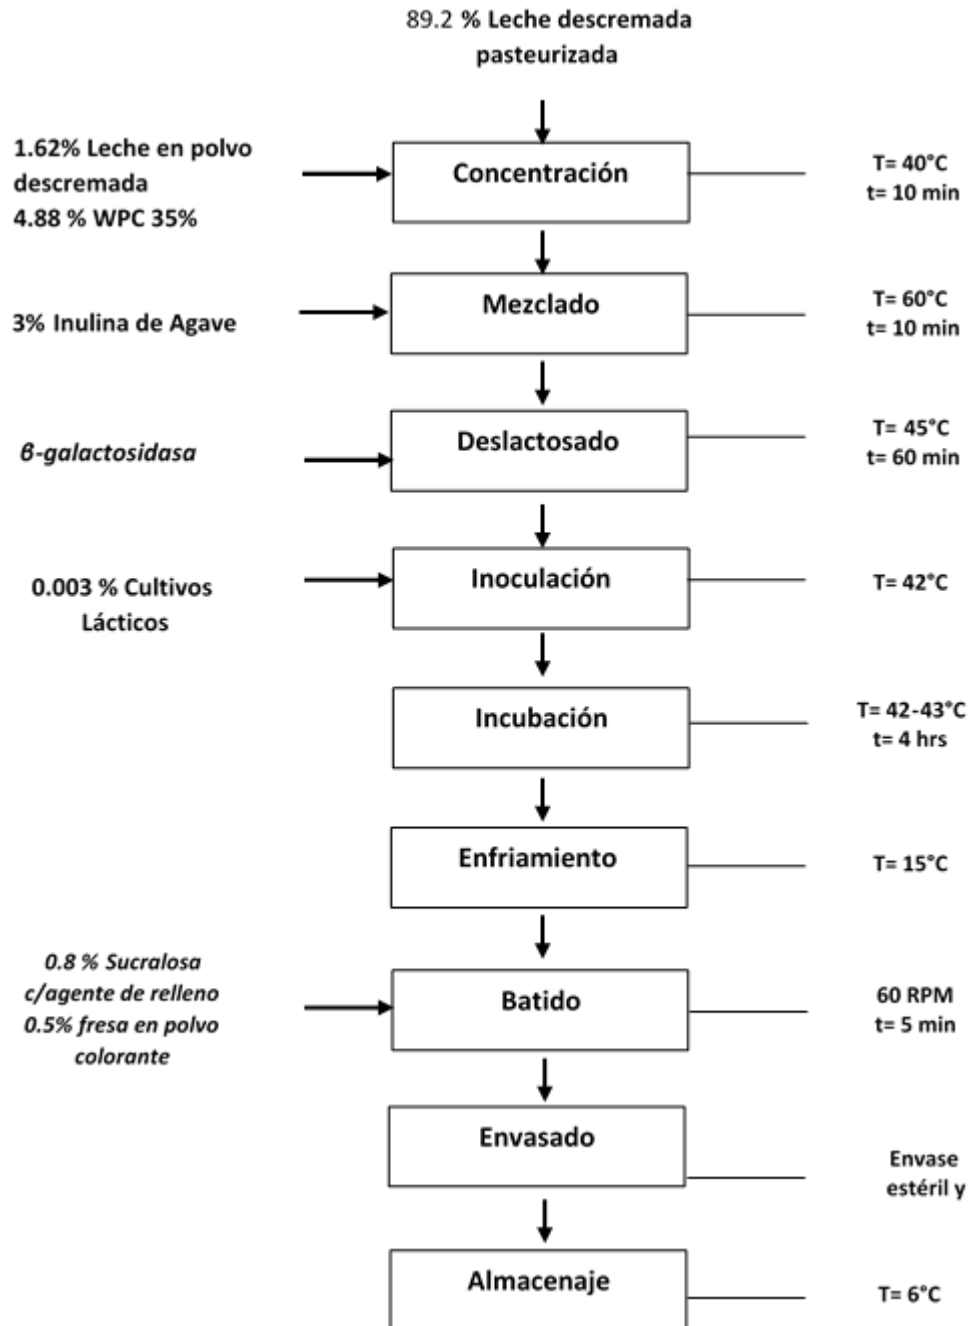 89.2 % Leche descremada
pasteurizada
1.62% Leche en polvo
descremada
4.88 % WPC 35%
Concentración
T= 40°C
t= 10 min
3% Inulina de Agave
Mezclado
T= 60°C
t= 10 min
β-galactosidasa
Deslactosado
T= 45°C
t= 60 min
0.003 % Cultivos
Lácticos
Inoculación
T= 42°C
Incubación
T= 42-43°C
t= 4 hrs
Enfriamiento
T= 15°C
0.8 % Sucralosa
c/agente de relleno
0.5% fresa en polvo
colorante
Batido
60 RPM
t= 5 min
Envasado
Envase
estéril y
Almacenaje
T= 6°C